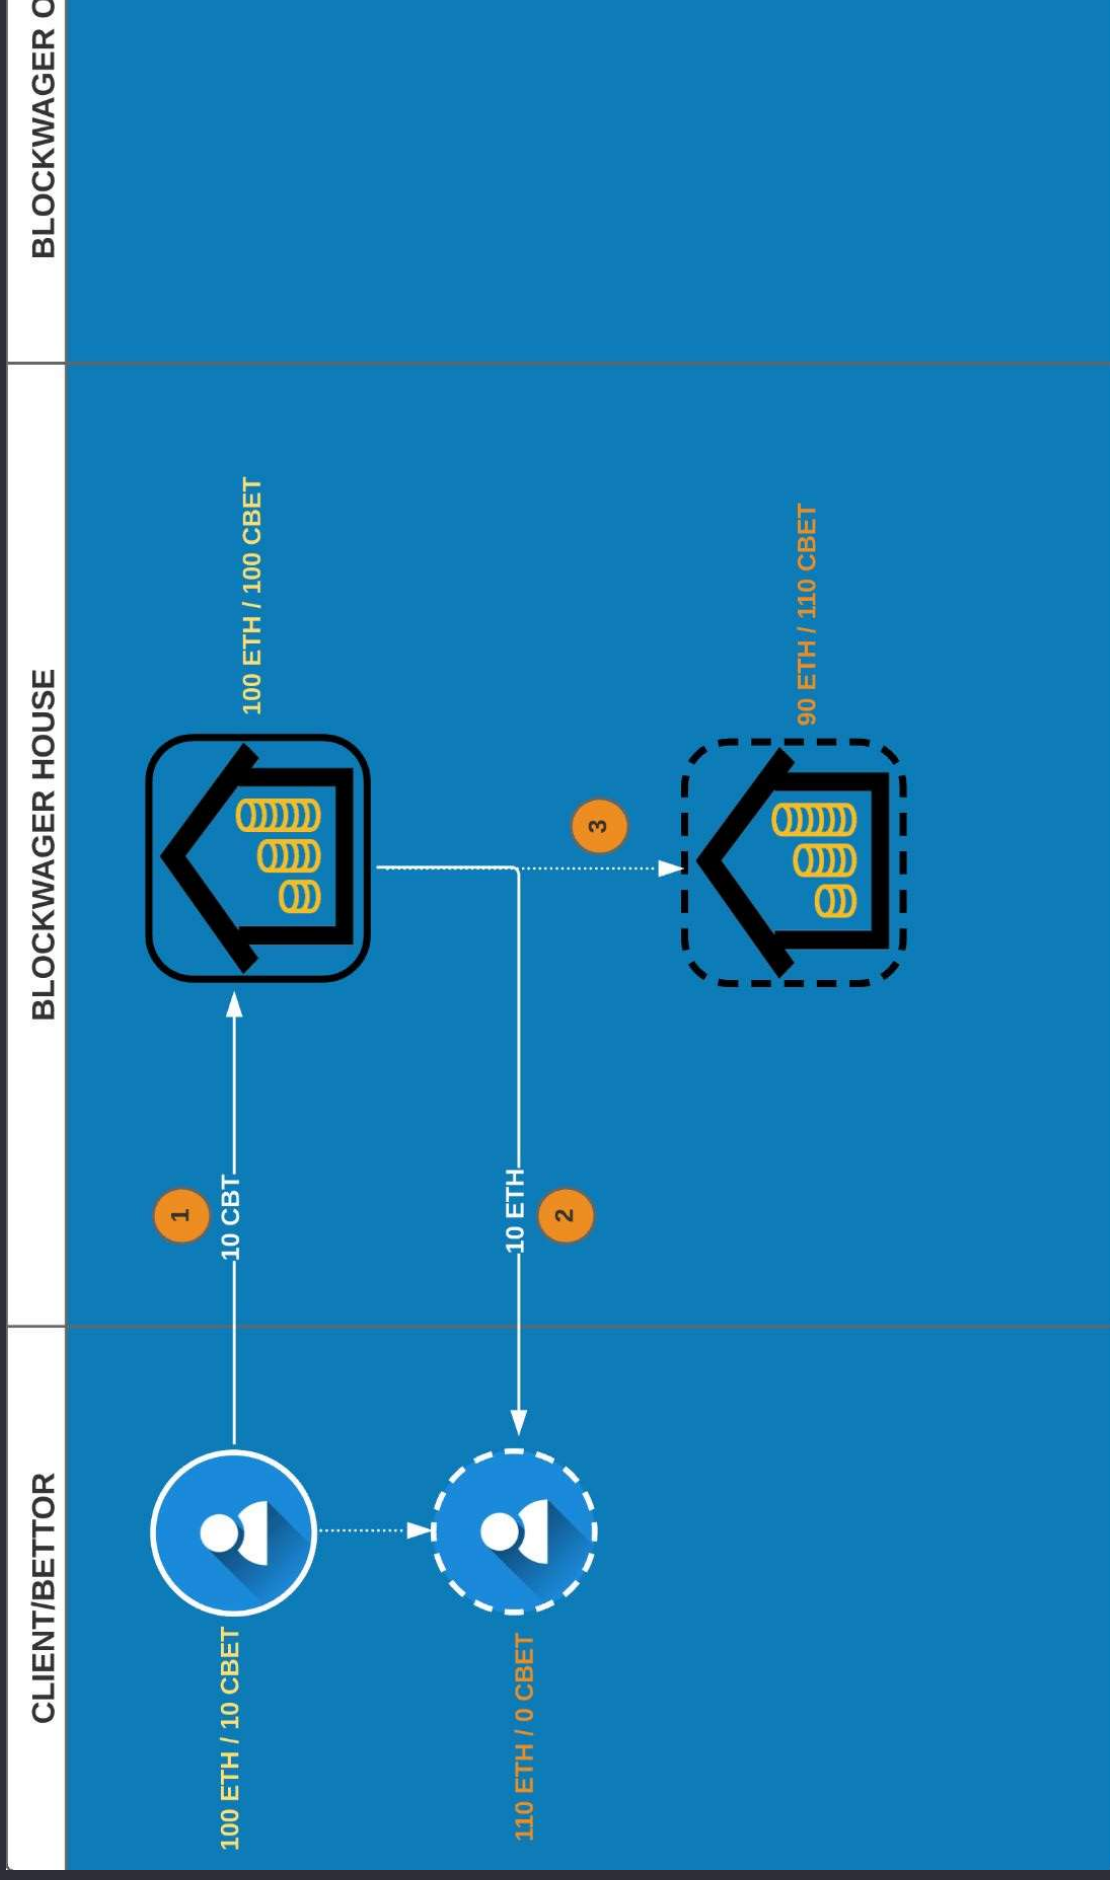 CLIENT/BETTOR
BLOCKWAGER HOUSE
BLOCKWAGER O
100 ETH / 10 CBET
1
10 CBT
100 ETH / 100 CBET
110 ETH / 0 CBET
10 ETH
2
3
90 ETH / 110 CBET